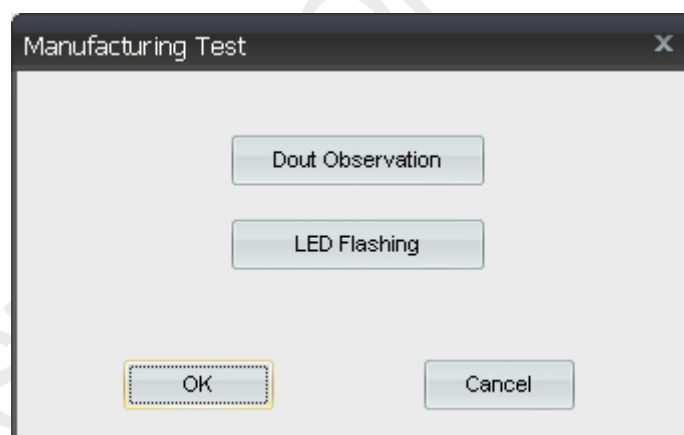 Manufacturing Test
Dout Observation
LED Flashing
OK
Cancel